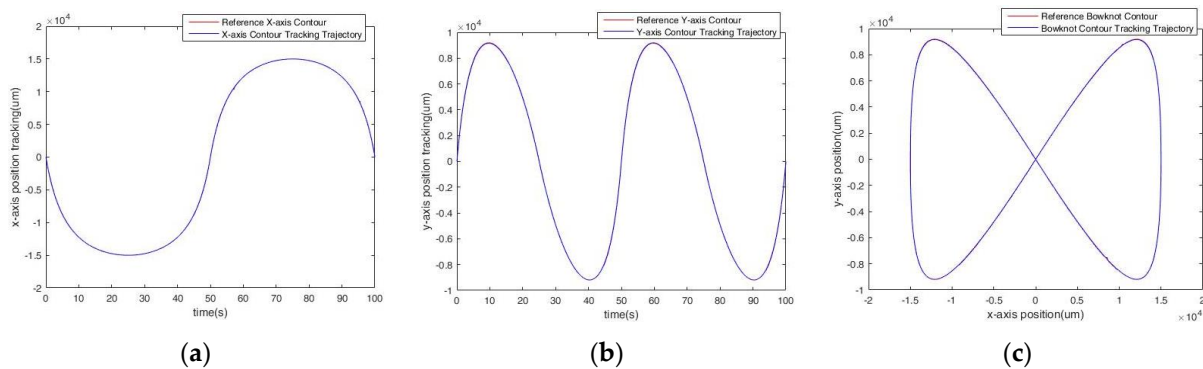 ×10⁴
Reference X-axis Contour
X-axis Contour Tracking Trajectory
x-axis position tracking(um)
2
1.5
1
0.5
0
-0.5
-1
-1.5
2
0 10 20 30 40 50 60 70 80 90 100
time(s)
(a)
×10⁴
Reference Y-axis Contour
Y-axis Contour Tracking Trajectory
y-axis position tracking(um)
1
0.8
0.6
0.4
0.2
0
-0.2
-0.4
-0.6
-0.8
1
0 10 20 30 40 50 60 70 80 90 100
time(s)
(b)
×10⁴
Reference Bowknot Contour
Bowknot Contour Tracking Trajectory
y-axis position(um)
1
0.8
0.6
0.4
0.2
0
-0.2
-0.4
-0.6
-0.8
1
-20 -1.5 -10 -0.5 0 0.5 10 1.5 20
x-axis position(um)
×10⁴
(c)